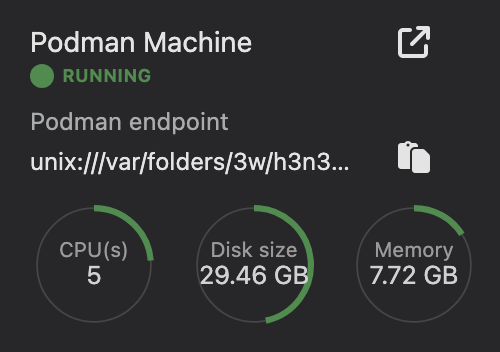 Podman Machine
RUNNING
Podman endpoint
unix:///var/folders/3w/h3n3...
CPU(s)
5
Disk size
29.46 GB
Memory
7.72 GB